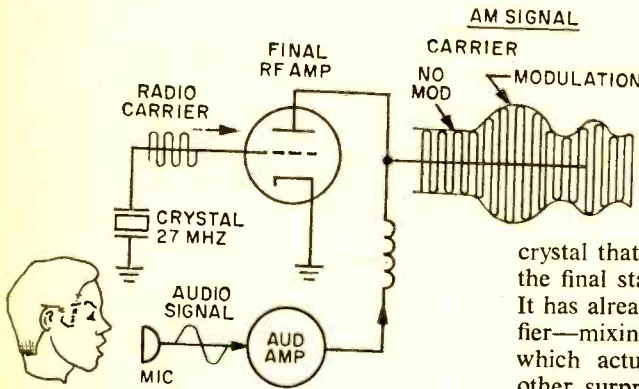 AM SIGNAL
CARRIER
NO
MOD
MODULATION
FINAL
RF AMP
RADIO
CARRIER
CRYSTAL
27 MHZ
AUDIO
SIGNAL
MIC
AUD
AMP
crystal that
the final sta
It has alrea
fier—mixin
which actu
other surpr